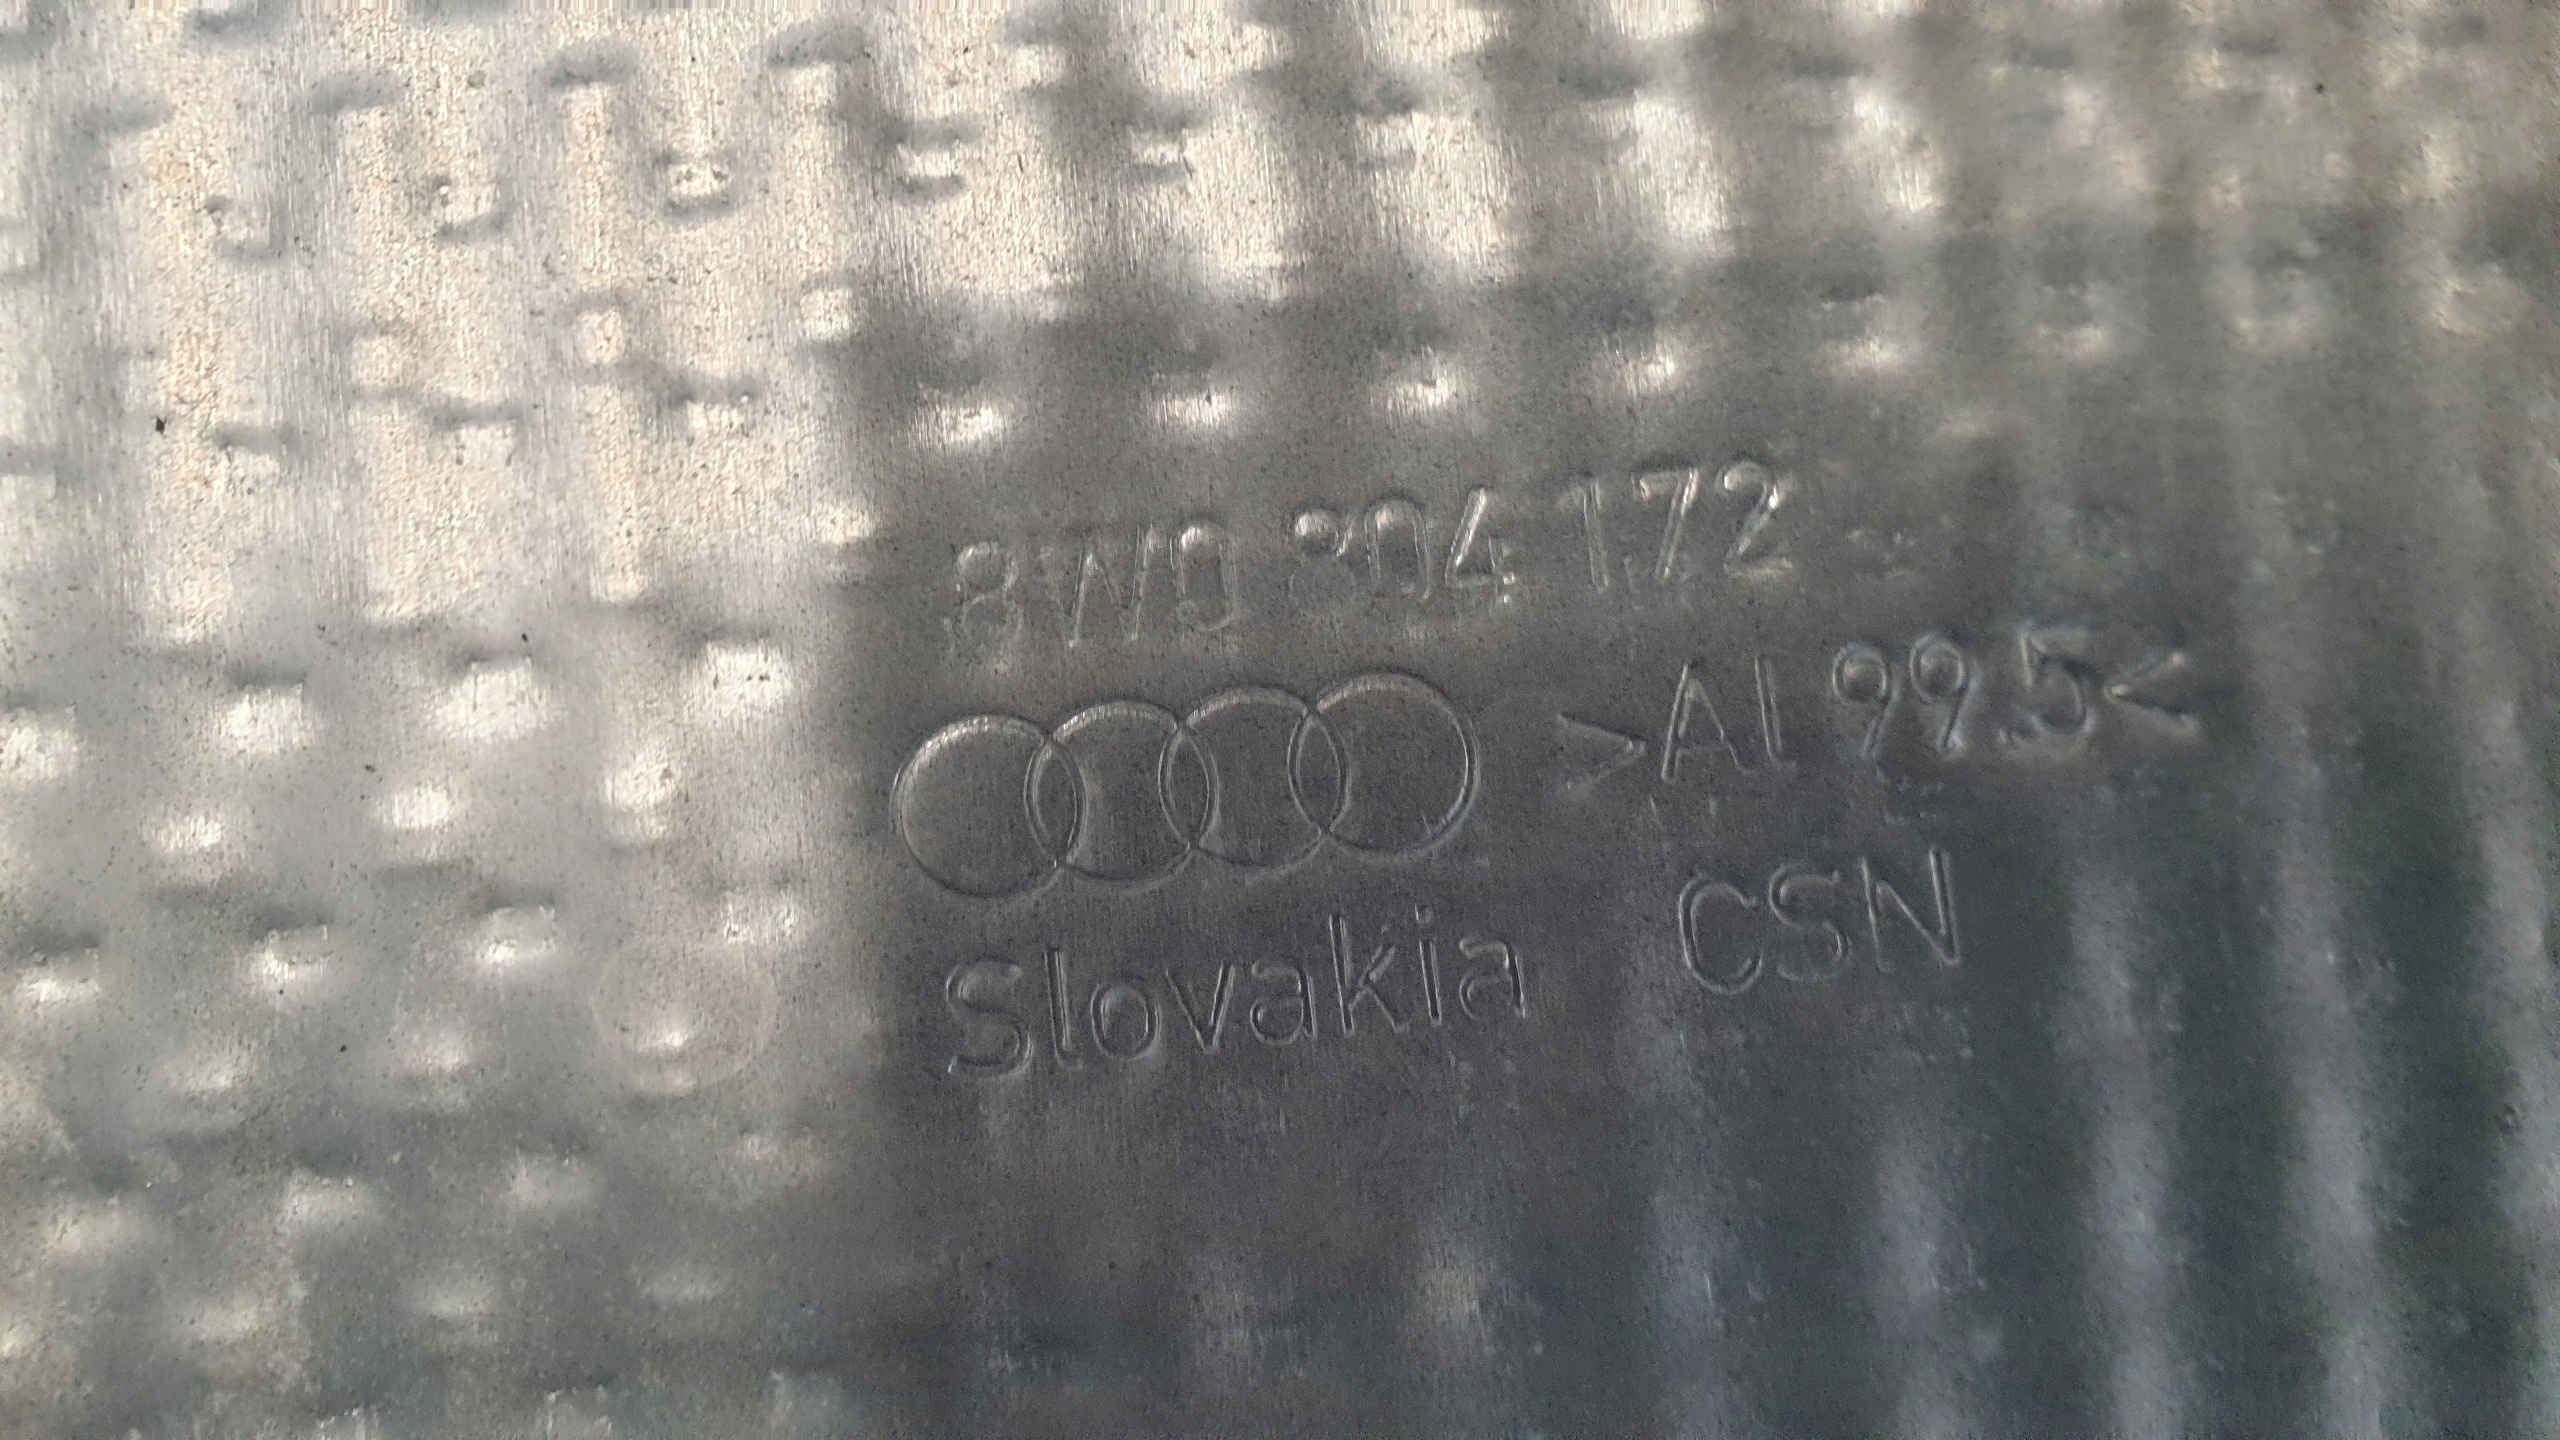 8W0 804 172
>Al 99.5<
CSN
Slovakia